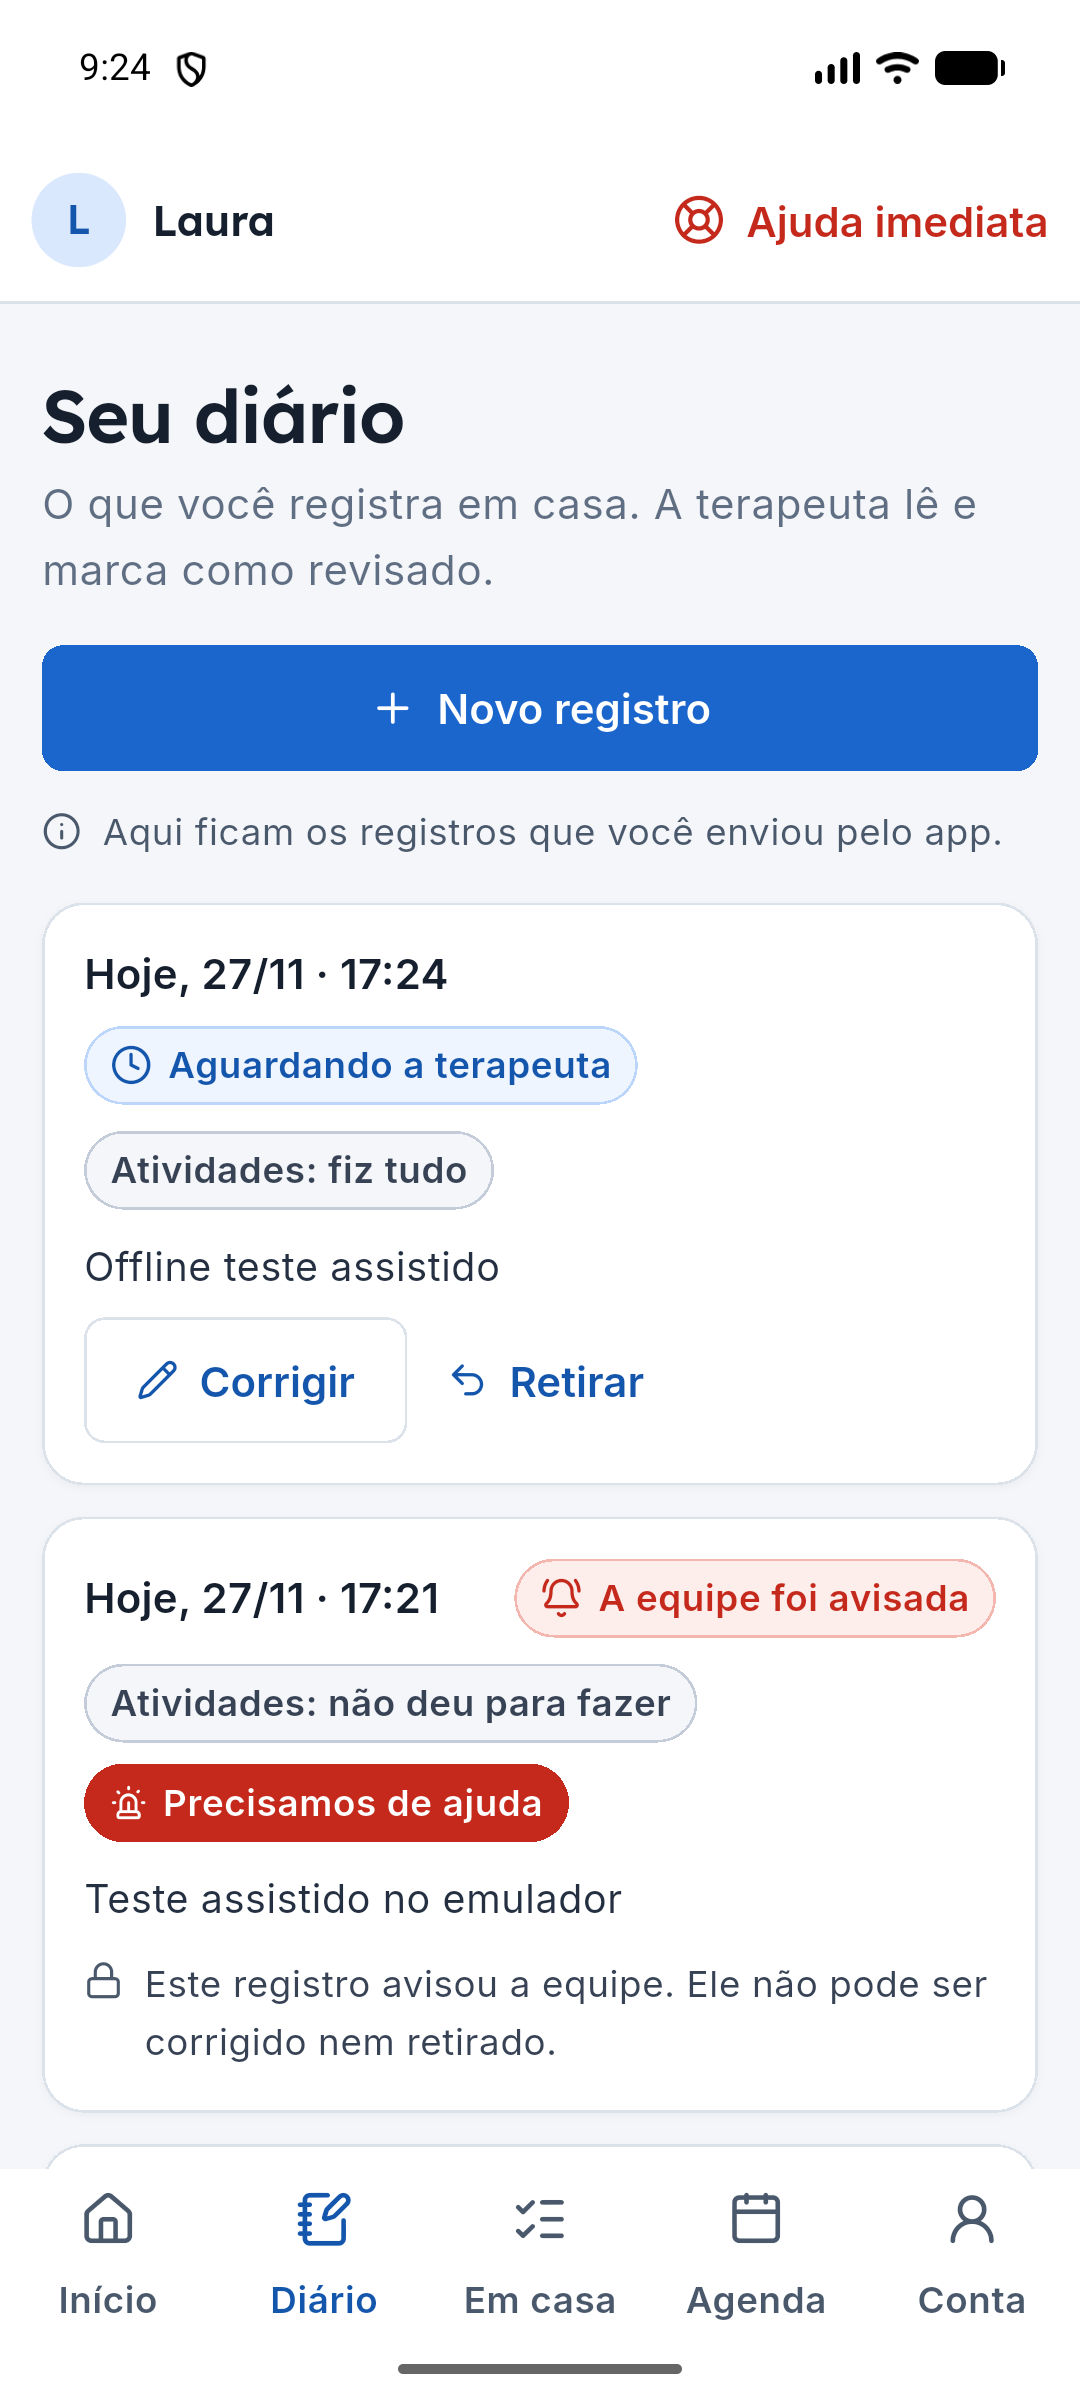 9:24
L
Laura
Ajuda imediata
Seu diário
O que você registra em casa. A terapeuta lê e
marca como revisado.
Novo registro
Aqui ficam os registros que você enviou pelo app.
Hoje, 27/11 · 17:24
Aguardando a terapeuta
Atividades: fiz tudo
Offline teste assistido
Corrigir
Retirar
Hoje, 27/11 · 17:21
A equipe foi avisada
Atividades: não deu para fazer
Precisamos de ajuda
Teste assistido no emulador
Este registro avisou a equipe. Ele não pode ser
corrigido nem retirado.
Início
Diário
Em casa
Agenda
Conta